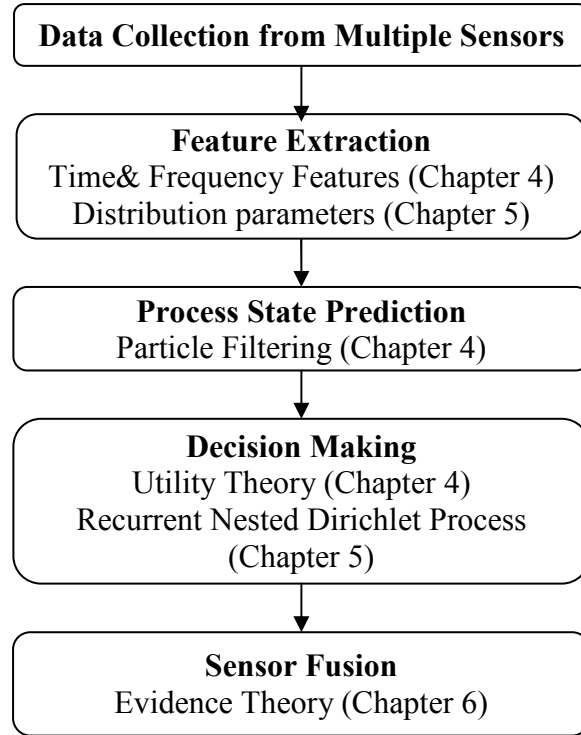 Data Collection from Multiple Sensors
Feature Extraction
Time& Frequency Features (Chapter 4)
Distribution parameters (Chapter 5)
Process State Prediction
Particle Filtering (Chapter 4)
Decision Making
Utility Theory (Chapter 4)
Recurrent Nested Dirichlet Process
(Chapter 5)
Sensor Fusion
Evidence Theory (Chapter 6)